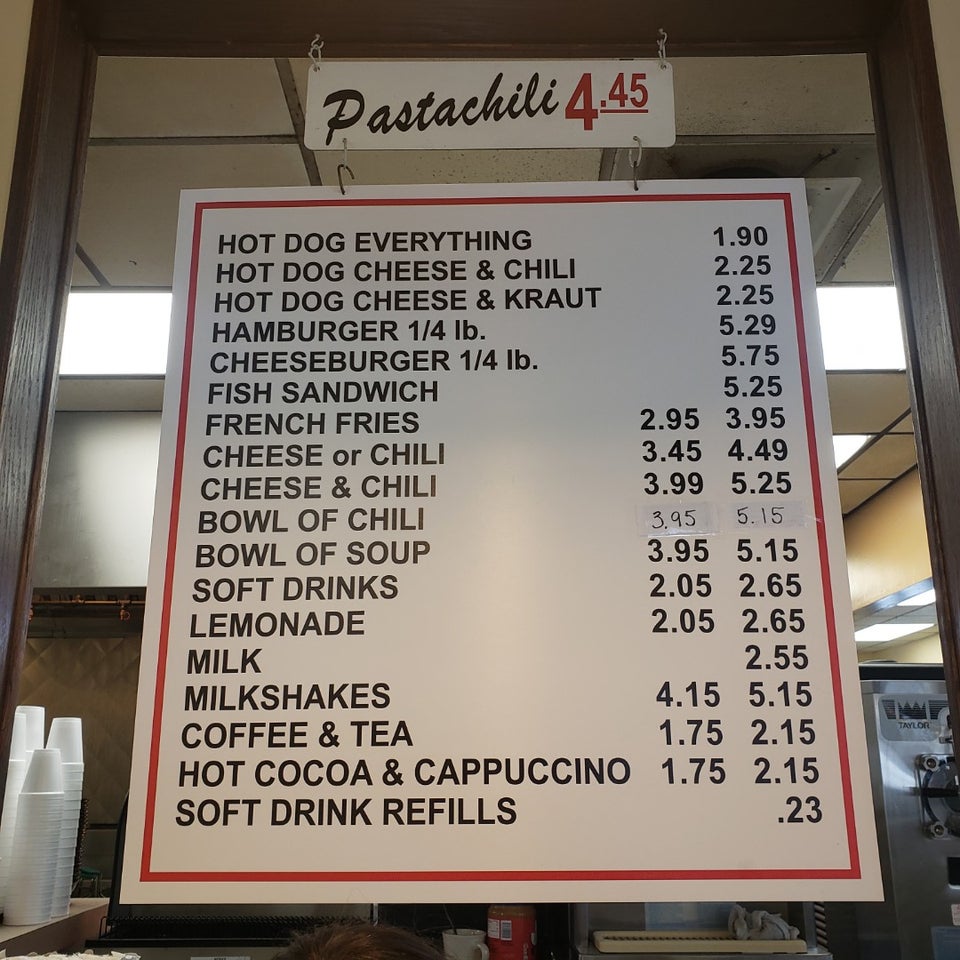 Pastachili 4.45
HOT DOG EVERYTHING 1.90
HOT DOG CHEESE & CHILI 2.25
HOT DOG CHEESE & KRAUT 2.25
HAMBURGER 1/4 lb. 5.29
CHEESEBURGER 1/4 lb. 5.75
FISH SANDWICH 5.25
FRENCH FRIES 2.95 3.95
CHEESE or CHILI 3.45 4.49
CHEESE & CHILI 3.99 5.25
BOWL OF CHILI 3.95 5.15
BOWL OF SOUP 3.95 5.15
SOFT DRINKS 2.05 2.65
LEMONADE 2.05 2.65
MILK 2.55
MILKSHAKES 4.15 5.15
COFFEE & TEA 1.75 2.15
HOT COCOA & CAPPUCCINO 1.75 2.15
SOFT DRINK REFILLS .23
TAYLOR